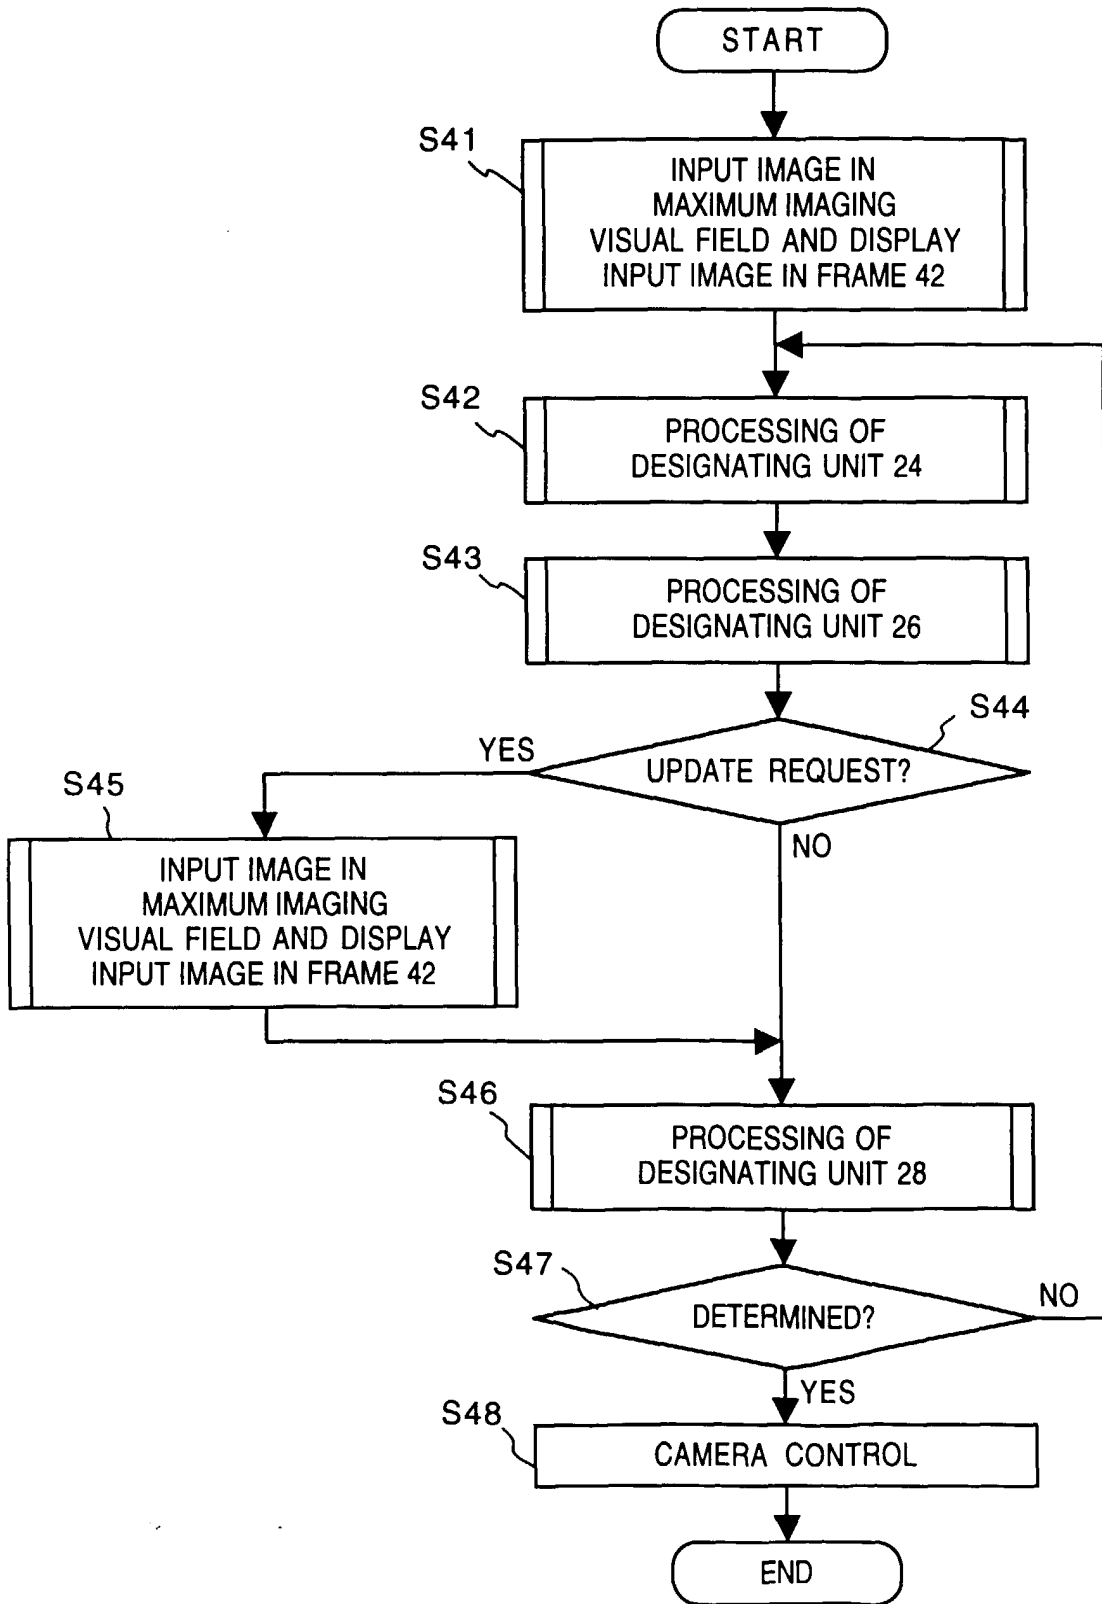 START
S41
INPUT IMAGE IN
MAXIMUM IMAGING
VISUAL FIELD AND DISPLAY
INPUT IMAGE IN FRAME 42
S42
PROCESSING OF
DESIGNATING UNIT 24
S43
PROCESSING OF
DESIGNATING UNIT 26
S44
UPDATE REQUEST?
YES
NO
S45
INPUT IMAGE IN
MAXIMUM IMAGING
VISUAL FIELD AND DISPLAY
INPUT IMAGE IN FRAME 42
S46
PROCESSING OF
DESIGNATING UNIT 28
S47
DETERMINED?
NO
YES
S48
CAMERA CONTROL
END